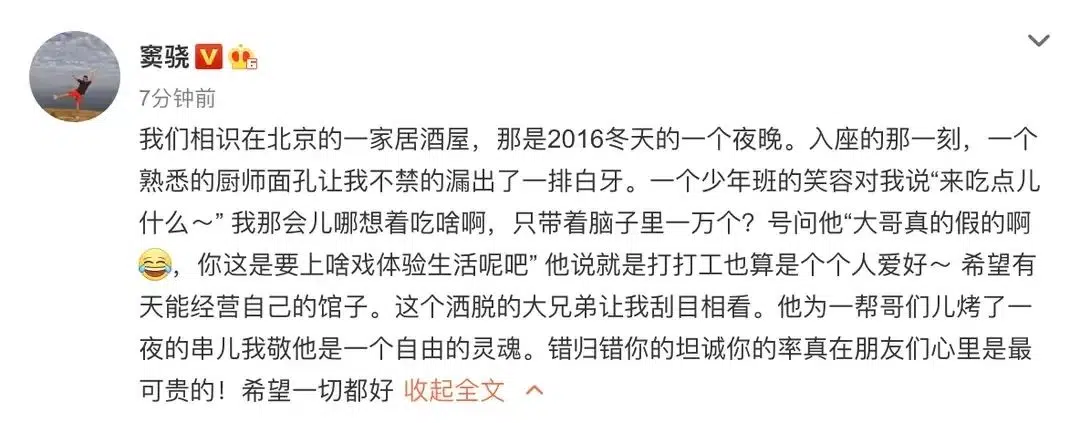 窦骁
7分钟前
我们相识在北京的一家居酒屋，那是2016冬天的一个夜晚。入座的那一刻，一个
熟悉的厨师面孔让我不禁的漏出了一排白牙。一个少年班的笑容对我说“来吃点儿
什么～” 我那会儿哪想着吃啥啊，只带着脑子里一万个？号问他“大哥真的假的啊
😂，你这是要上啥戏体验生活呢吧” 他说就是打打工也算是个个人爱好～ 希望有
天能经营自己的馆子。这个洒脱的大兄弟让我刮目相看。他为一帮哥们儿烤了一
夜的串儿我敬他是一个自由的灵魂。错归错你的坦诚你的率真在朋友们心里是最
可贵的！希望一切都好 收起全文